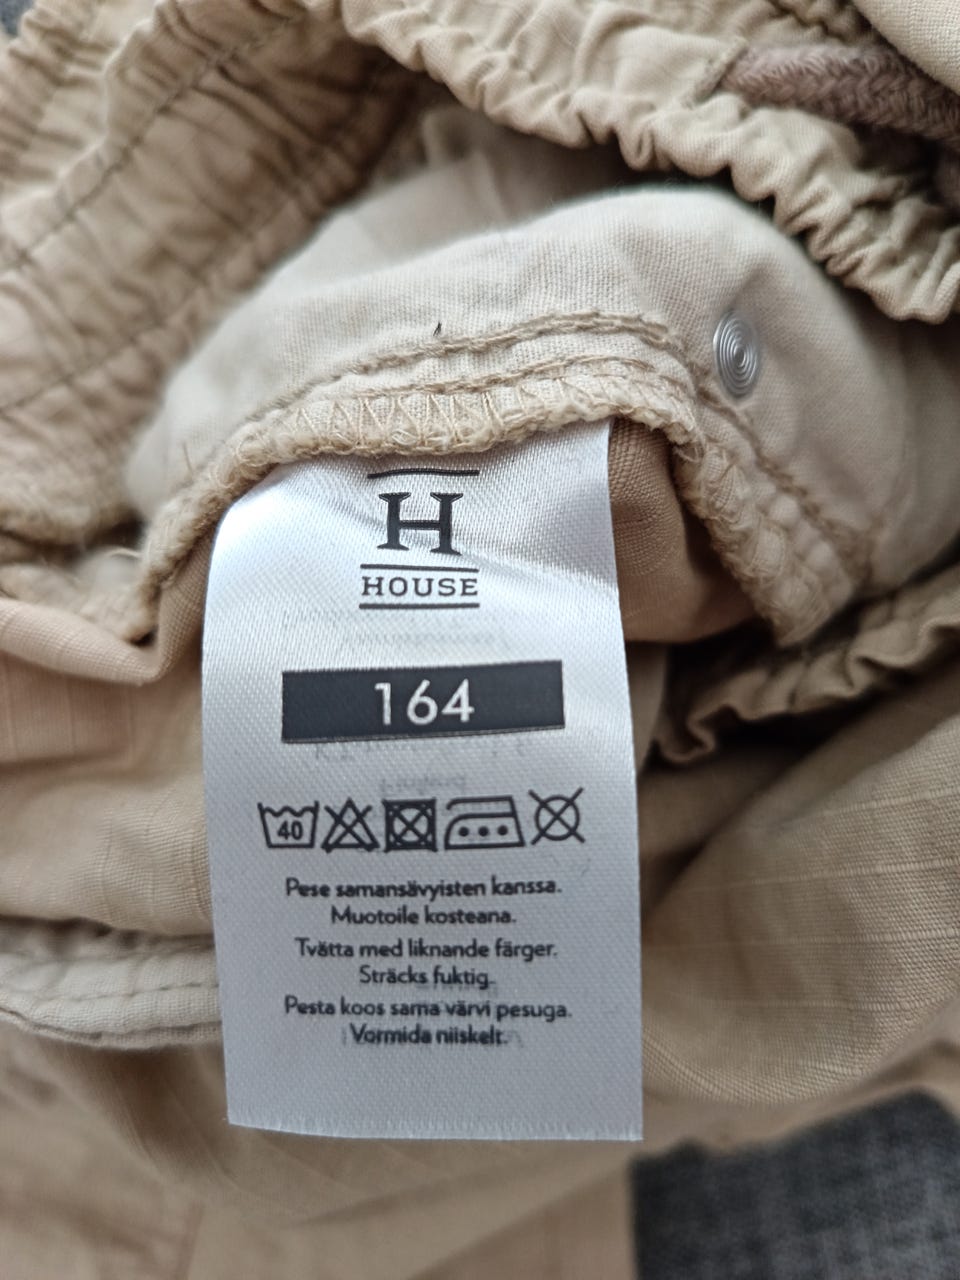 H
HOUSE
164
40
Pese samansävyisten kanssa.
Muotoile kosteana.
Tvätta med liknande färger.
Sträcks fuktig.
Pesta koos sama värvi pesuga.
Vormida niiskelt.